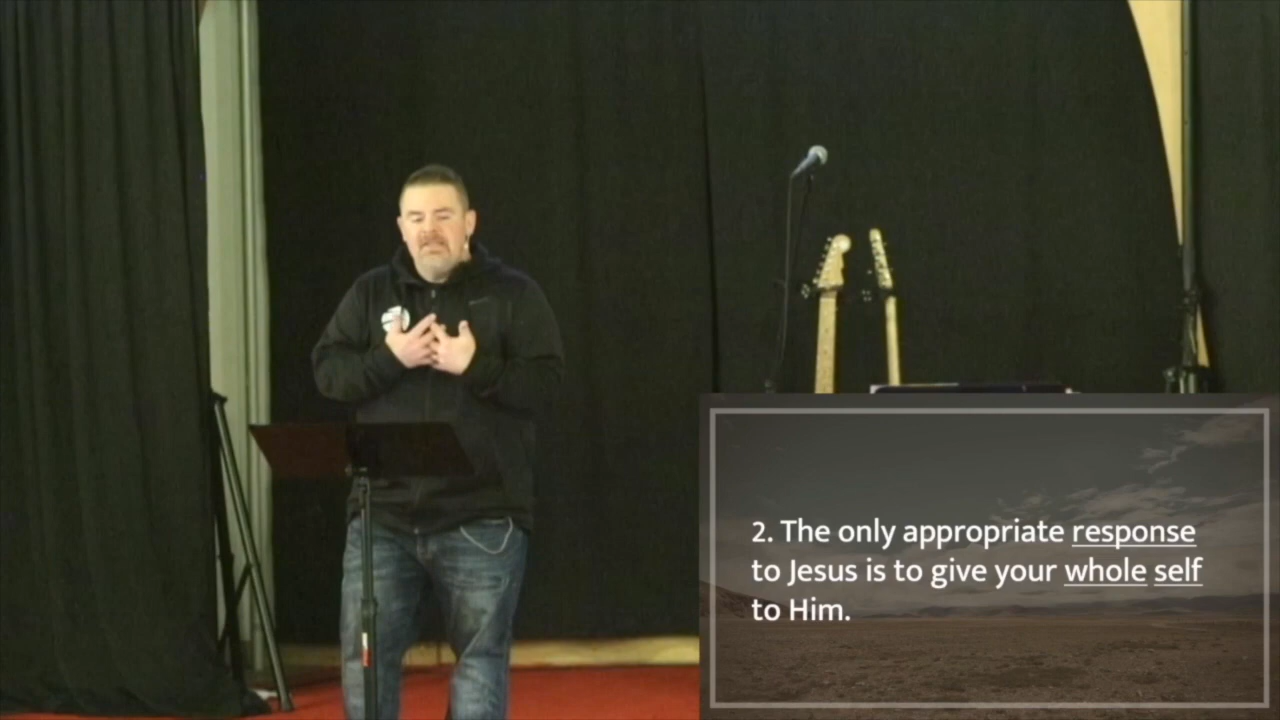 2. The only appropriate response
to Jesus is to give your whole self
to Him.